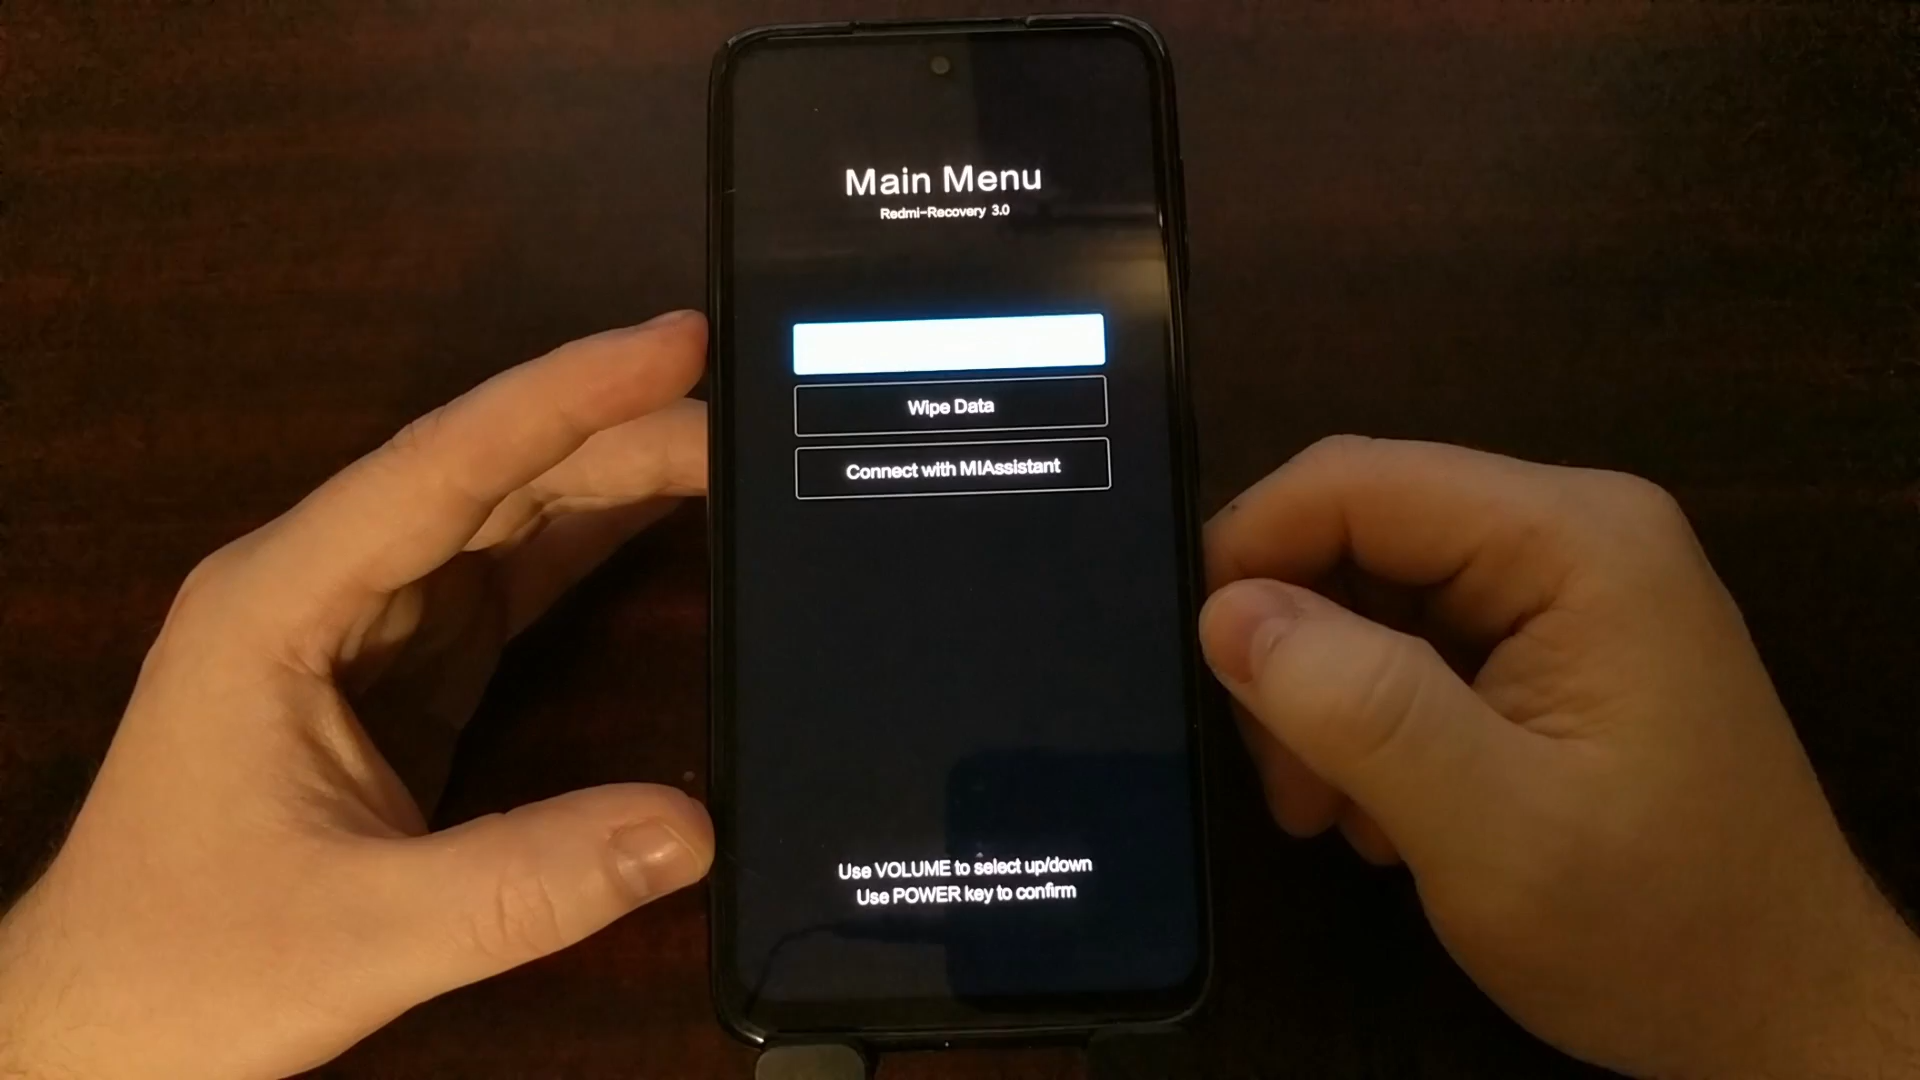 Main Menu
Redmi-Recovery 3.0
Wipe Data
Connect with MIAssistant
Use VOLUME to select up/down
Use POWER key to confirm